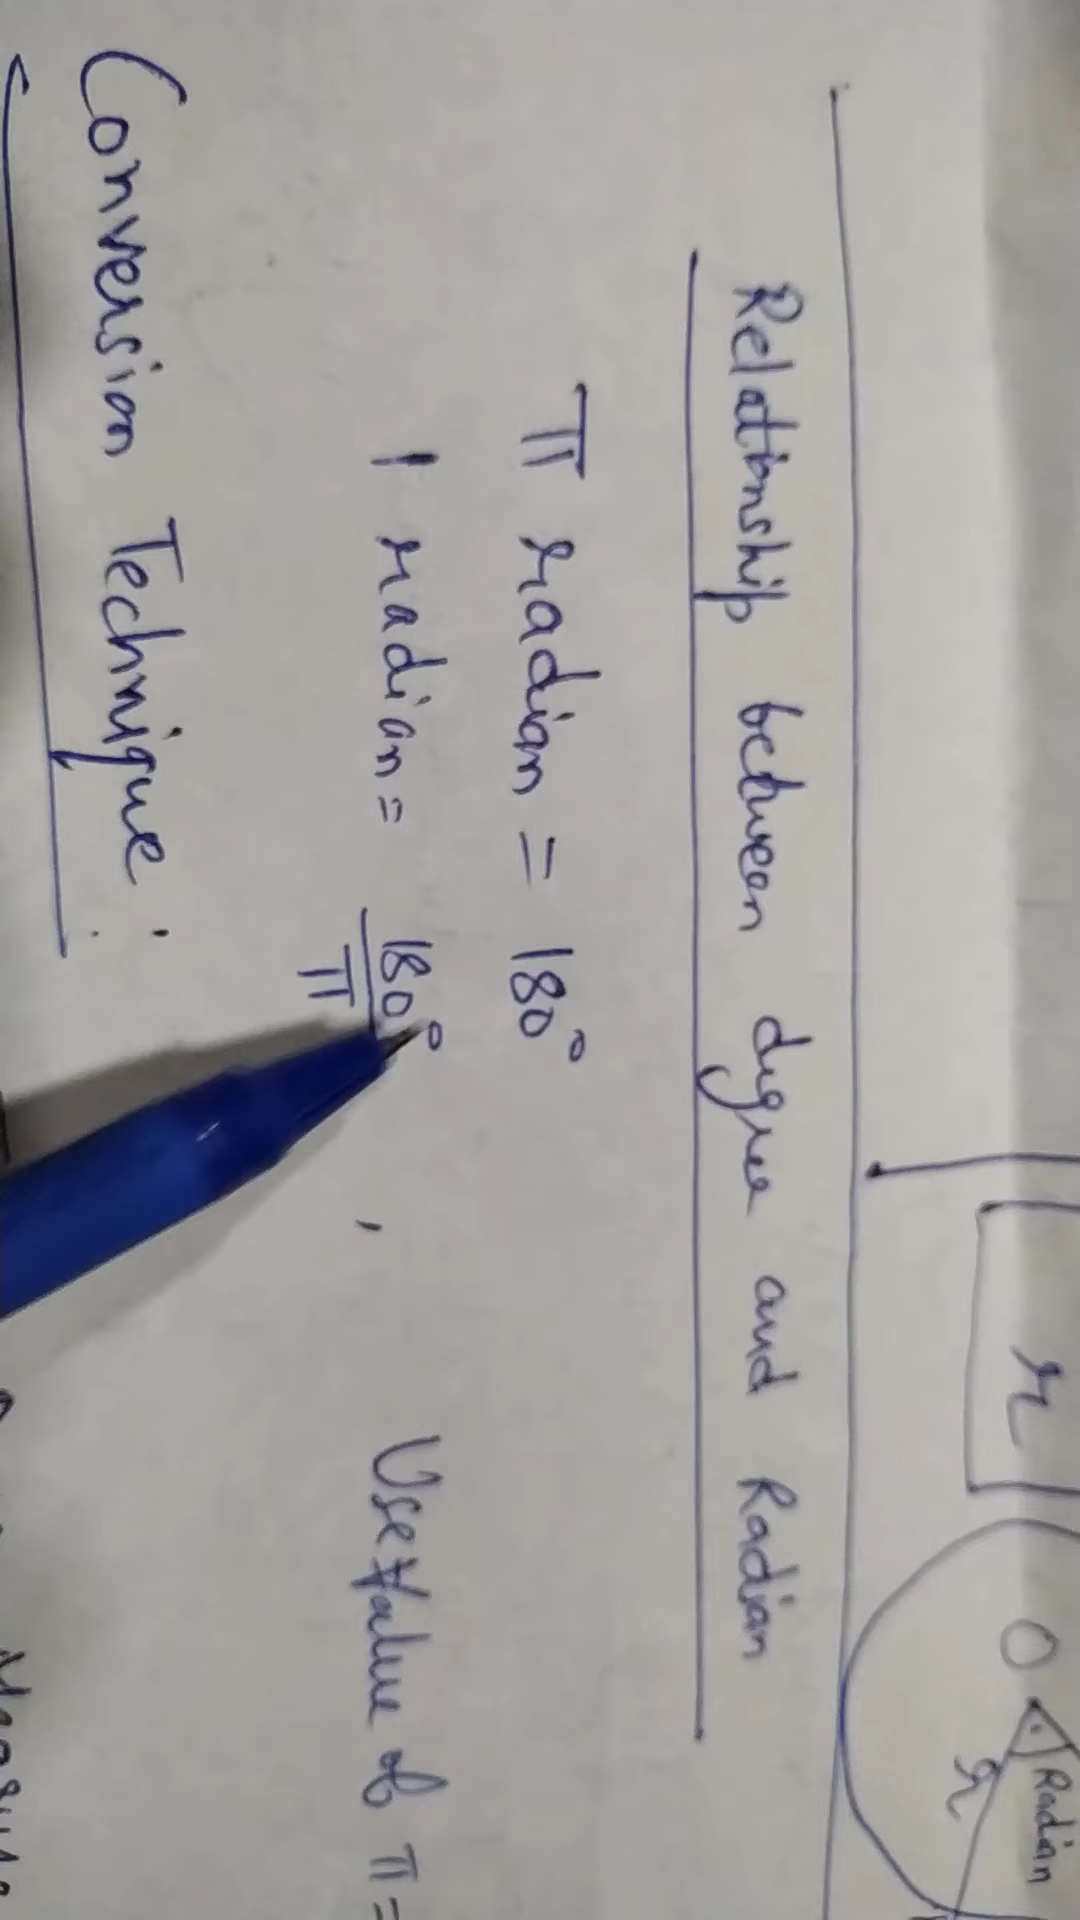 r
O
Radian
r
Relationship between degree and Radian
π radian = 180°
1 radian = 180°/π , Use Value of π =
Conversion Technique :